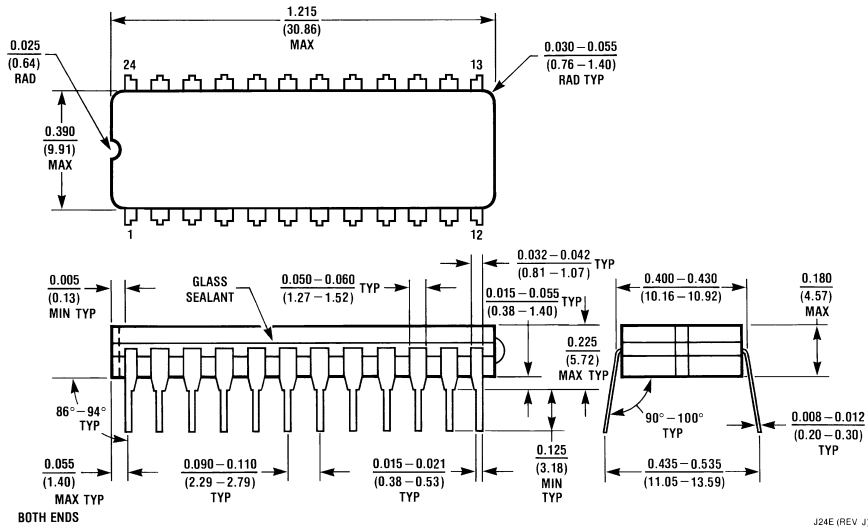 1.215
(30.86)
MAX
0.025
(0.64)
RAD
24
13
0.030 – 0.055
(0.76 – 1.40)
RAD TYP
0.390
(9.91)
MAX
1
12
0.005
(0.13)
MIN TYP
GLASS
SEALANT
0.050 – 0.060 TYP
(1.27 – 1.52)
0.032 – 0.042 TYP
(0.81 – 1.07)
0.015 – 0.055 TYP
(0.38 – 1.40)
0.225
(5.72)
MAX TYP
0.400 – 0.430
(10.16 – 10.92)
0.180
(4.57)
MAX
86° – 94°
TYP
90° – 100°
TYP
0.008 – 0.012
(0.20 – 0.30)
TYP
0.055
(1.40)
MAX TYP
BOTH ENDS
0.090 – 0.110
(2.29 – 2.79)
TYP
0.015 – 0.021
(0.38 – 0.53)
TYP
0.125
(3.18)
MIN
TYP
0.435 – 0.535
(11.05 – 13.59)
J24E (REV J)